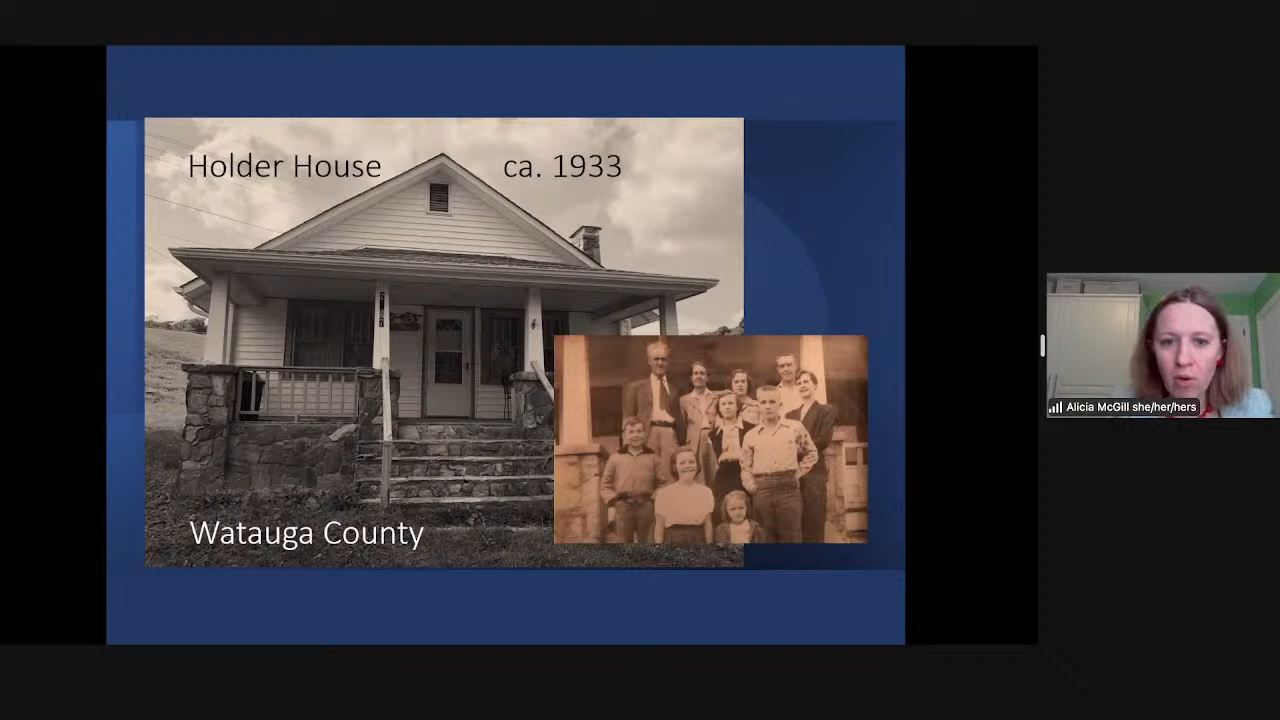 Holder House ca. 1933
Watauga County
Alicia McGill she/her/hers